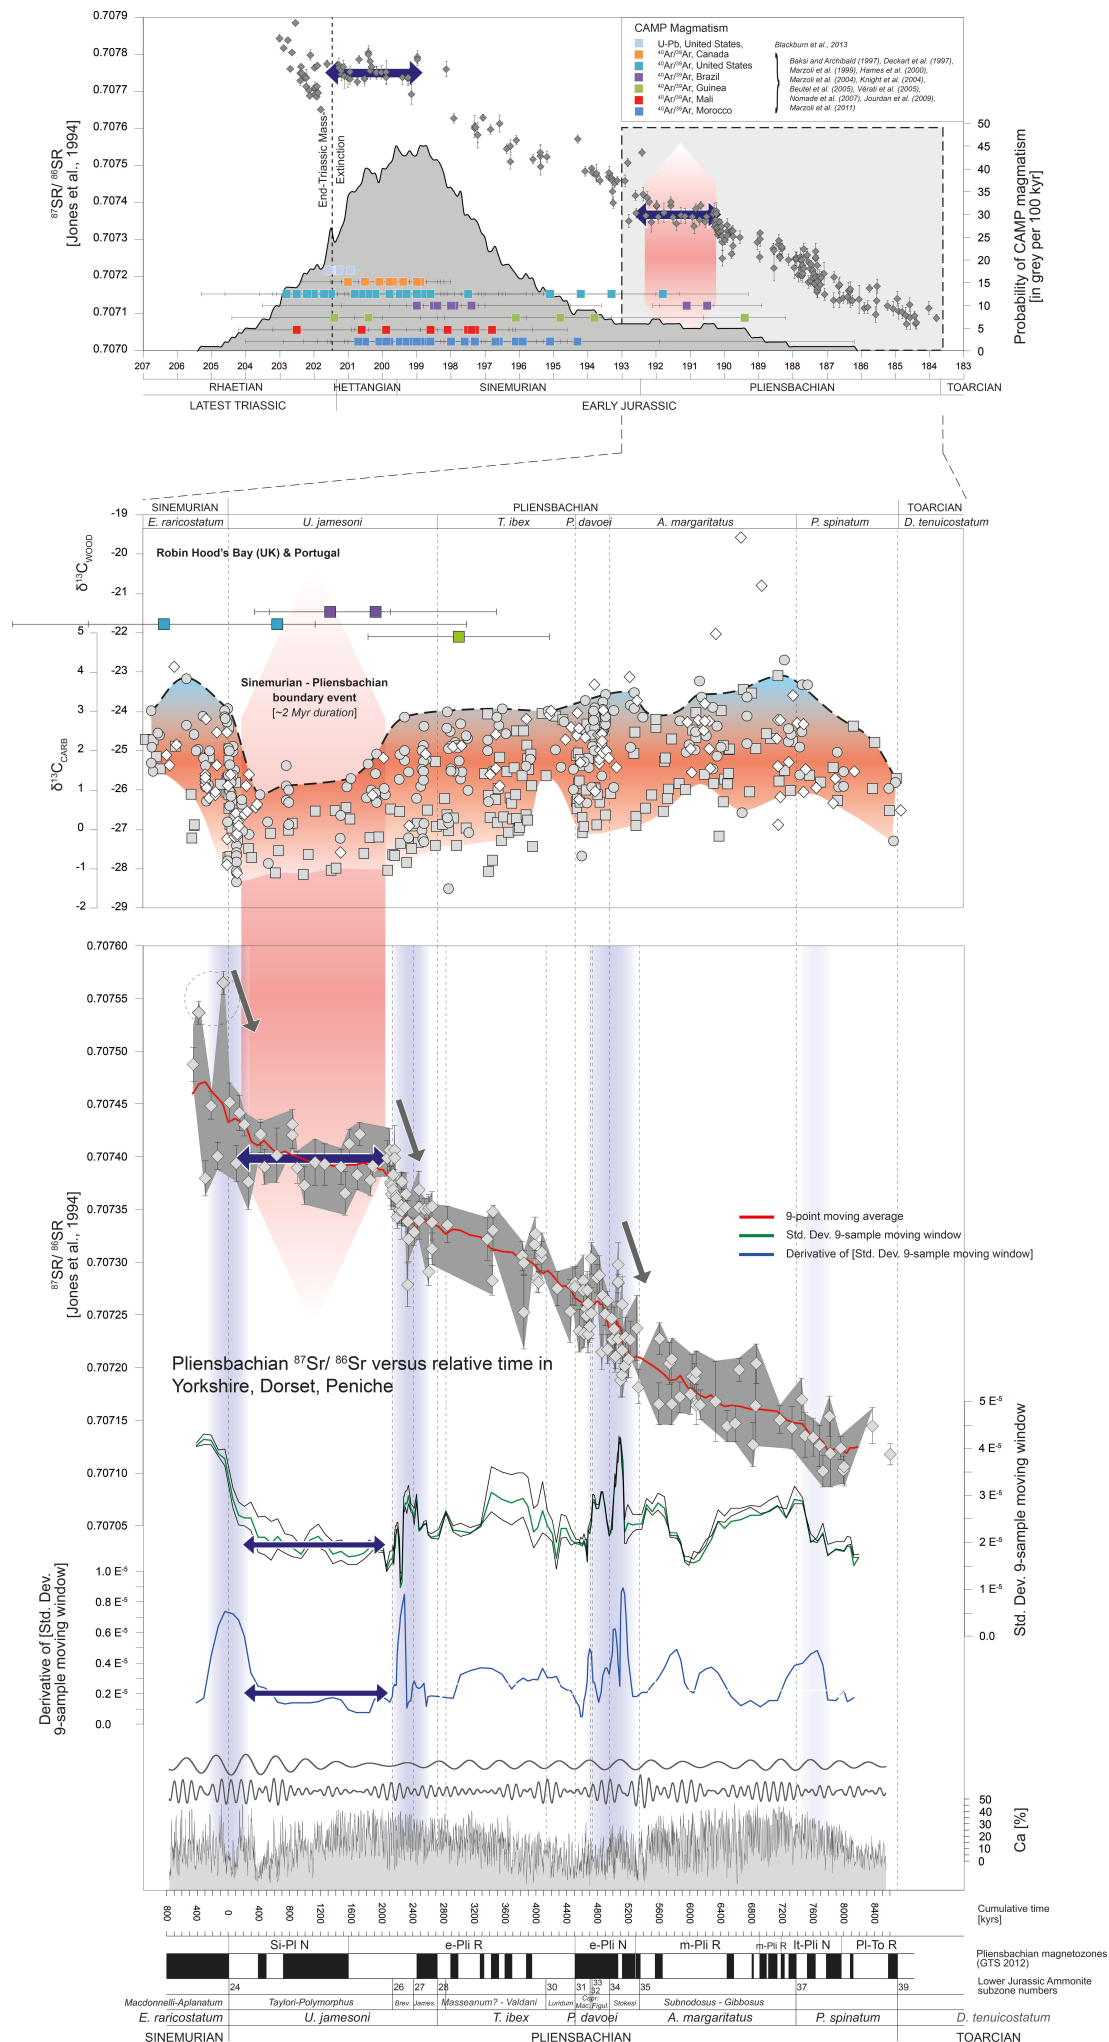 0.7079
0.7078
0.7077
0.7076
0.7075
0.7074
0.7073
0.7072
0.7071
0.7070
87SR/ 86SR
[Jones et al., 1994]
End-Triassic Mass-
Extinction
CAMP Magmatism
U-Pb, United States,
40Ar/39Ar, Canada
40Ar/39Ar, United States
40Ar/39Ar, Brazil
40Ar/39Ar, Guinea
40Ar/39Ar, Mali
40Ar/39Ar, Morocco
Blackburn et al., 2013
Baksi and Archibald (1997), Deckart et al. (1997),
Marzoli et al. (1999), Hames et al. (2000),
Marzoli et al. (2004), Knight et al. (2004),
Beutel et al. (2005), Vérati et al. (2005),
Nomade et al. (2007), Jourdan et al. (2009),
Marzoli et al. (2011)
50
45
40
35
30
25
20
15
10
5
0
Probability of CAMP magmatism
[in grey per 100 kyr]
207 206 205 204 203 202 201 200 199 198 197 196 195 194 193 192 191 190 189 188 187 186 185 184 183
RHAETIAN HETTANGIAN SINEMURIAN PLIENSBACHIAN TOARCIAN
LATEST TRIASSIC EARLY JURASSIC
SINEMURIAN PLIENSBACHIAN TOARCIAN
E. raricostatum U. jamesoni T. ibex P. davoei A. margaritatus P. spinatum D. tenuicostatum
Robin Hood's Bay (UK) & Portugal
δ13CWOOD
-19
-20
-21
-22
-23
-24
-25
-26
-27
-28
-29
δ13CCARB
5
4
3
2
1
0
-1
-2
Sinemurian - Pliensbachian
boundary event
[~2 Myr duration]
0.70760
0.70755
0.70750
0.70745
0.70740
0.70735
0.70730
0.70725
0.70720
0.70715
0.70710
0.70705
87SR/ 86SR
[Jones et al., 1994]
9-point moving average
Std. Dev. 9-sample moving window
Derivative of [Std. Dev. 9-sample moving window]
Pliensbachian 87Sr/ 86Sr versus relative time in
Yorkshire, Dorset, Peniche
5 E-5
4 E-5
3 E-5
2 E-5
1 E-5
0.0
Std. Dev. 9-sample moving window
1.0 E-5
0.8 E-5
0.6 E-5
0.4 E-5
0.2 E-5
0.0
Derivative of [Std. Dev.
9-sample moving window]
50
40
30
20
10
0
Ca [%]
800 400 0 400 800 1200 1600 2000 2400 2800 3200 3600 4000 4400 4800 5200 5600 6000 6400 6800 7200 7600 8000 8400
Cumulative time
[kyrs]
Si-Pl N e-Pli R e-Pli N m-Pli R m-Pli R lt-Pli N Pl-To R
Pliensbachian magnetozones
(GTS 2012)
24 26 27 28 30 31 33 32 34 35 37 39
Lower Jurassic Ammonite
subzone numbers
Macdonnelli-Aplanatum Taylori-Polymorphus Brev. James. Masseanum? - Valdani Luridum Mac. Capr. Figul. Stokesi Subnodosus - Gibbosus
E. raricostatum U. jamesoni T. ibex P. davoei A. margaritatus P. spinatum D. tenuicostatum
SINEMURIAN PLIENSBACHIAN TOARCIAN